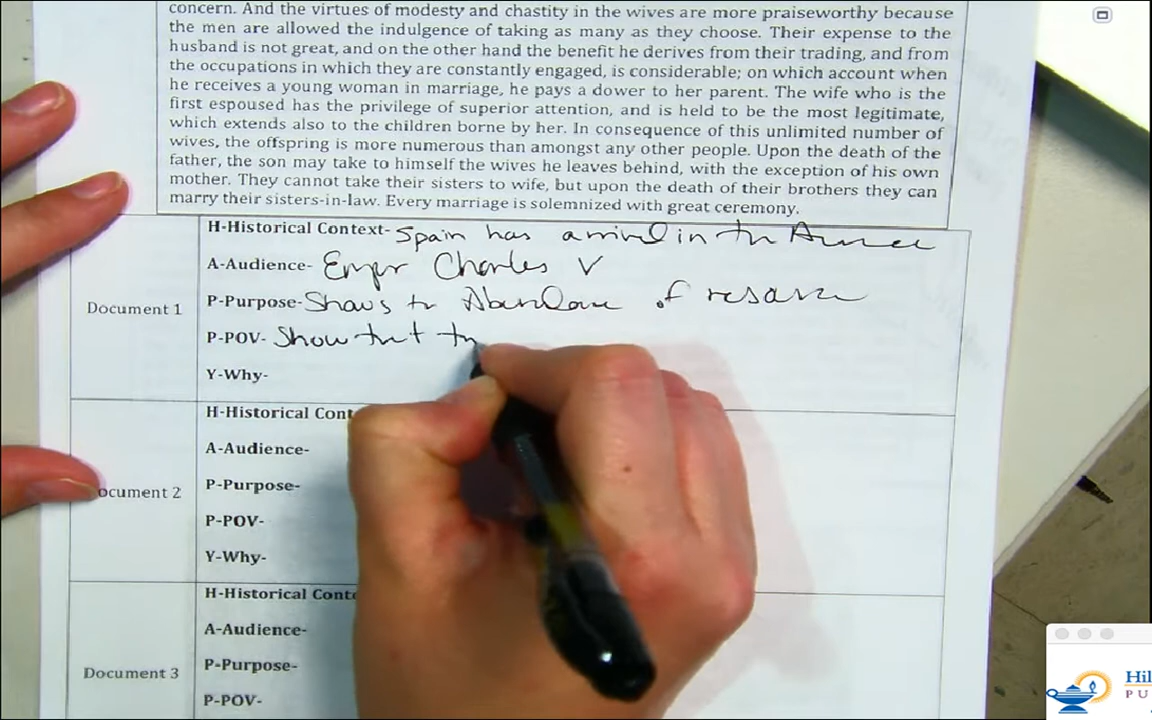 concern. And the virtues of modesty and chastity in the wives are more praiseworthy because
the men are allowed the indulgence of taking as many as they choose. Their expense to the
husband is not great, and on the other hand the benefit he derives from their trading, and from
the occupations in which they are constantly engaged, is considerable; on which account when
he receives a young woman in marriage, he pays a dower to her parent. The wife who is the
first espoused has the privilege of superior attention, and is held to be the most legitimate,
which extends also to the children borne by her. In consequence of this unlimited number of
wives, the offspring is more numerous than amongst any other people. Upon the death of the
father, the son may take to himself the wives he leaves behind, with the exception of his own
mother. They cannot take their sisters to wife, but upon the death of their brothers they can
marry their sisters-in-law. Every marriage is solemnized with great ceremony.
Document 1
H-Historical Context- Spain has arrived in
A-Audience- Charles V
P-Purpose- Shows of
P-POV- Show
Y-Why-
ocument 2
H-Historical Cont
A-Audience-
P-Purpose-
P-POV-
Y-Why-
Document 3
H-Historical Conte
A-Audience-
P-Purpose-
P-POV-
Hil
PU